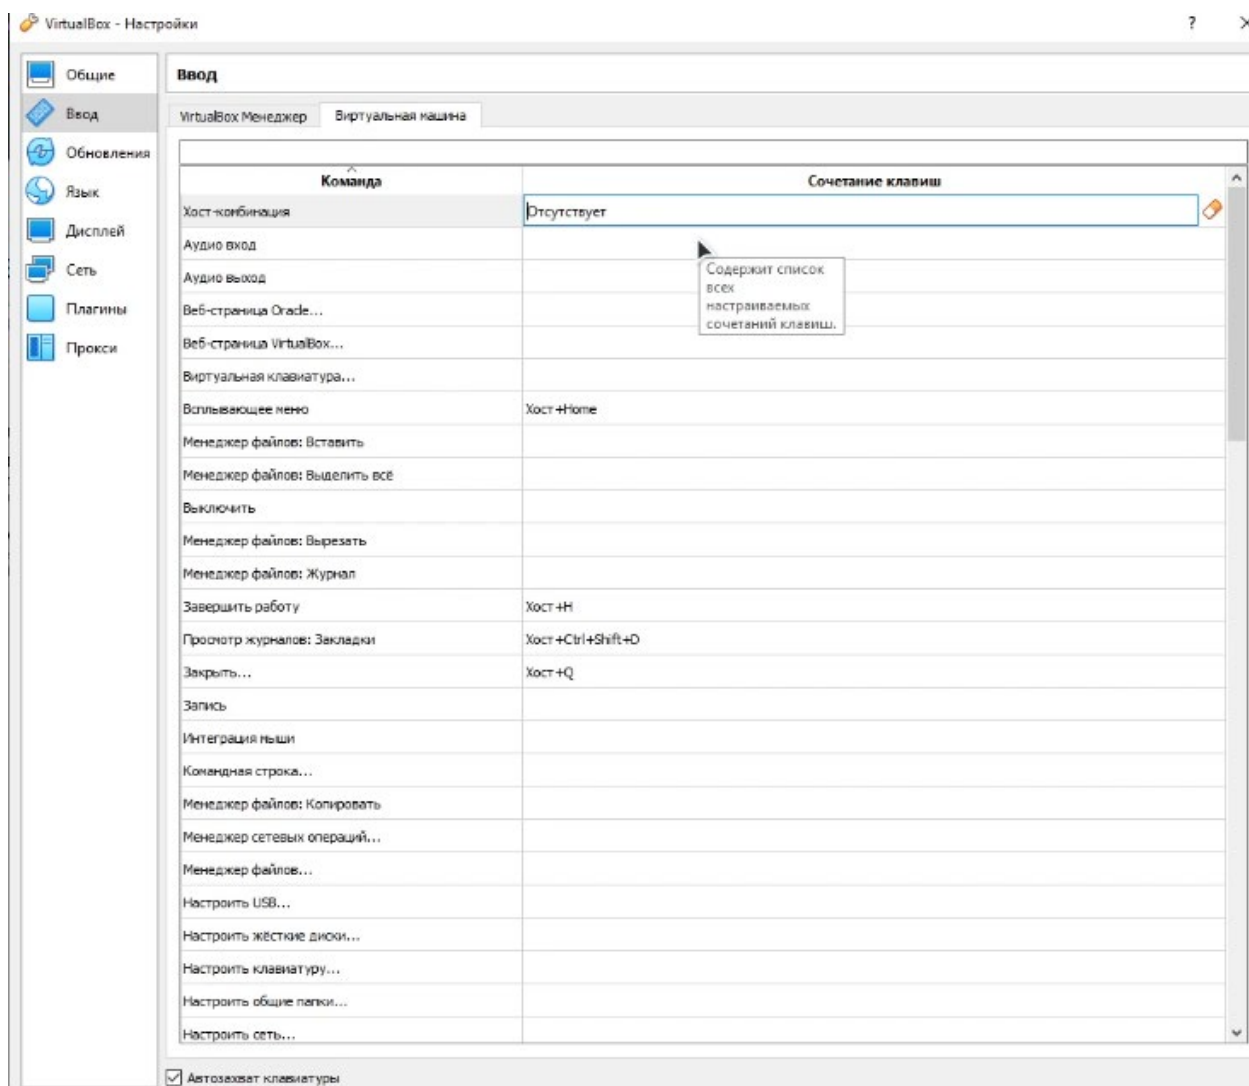 VirtualBox - Настройки
?
Общие
Ввод
Обновления
Язык
Дисплей
Сеть
Плагины
Прокси
Ввод
VirtualBox Менеджер Виртуальная машина
Команда Сочетание клавиш
Хост-комбинация Отсутствует
Аудио вход
Аудио выход
Веб-страница Oracle...
Веб-страница VirtualBox...
Виртуальная клавиатура...
Всплывающее меню Хост+Home
Менеджер файлов: Вставить
Менеджер файлов: Выделить всё
Выключить
Менеджер файлов: Вырезать
Менеджер файлов: Журнал
Завершить работу Хост+H
Просмотр журналов: Закладки Хост+Ctrl+Shift+D
Закрыть... Хост+Q
Запись
Интеграция мыши
Командная строка...
Менеджер файлов: Копировать
Менеджер сетевых операций...
Менеджер файлов...
Настроить USB...
Настроить жёсткие диски...
Настроить клавиатуру...
Настроить общие папки...
Настроить сеть...
Содержит список
всех
настраиваемых
сочетаний клавиш.
Автозахват клавиатуры